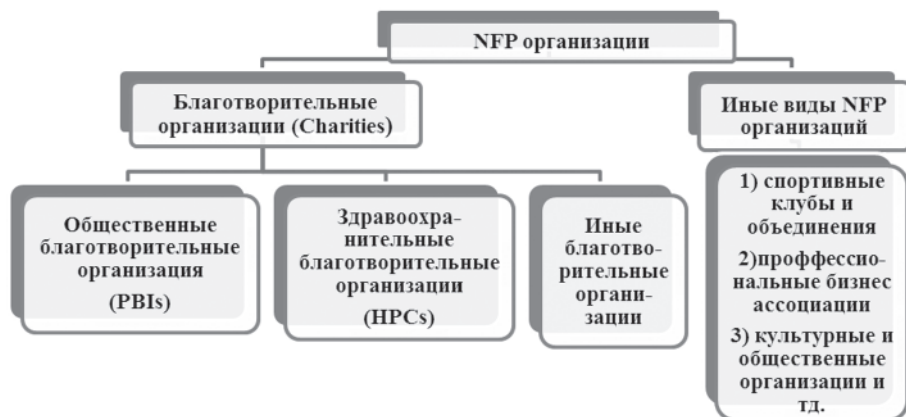 NFP организации
Благотворительные
организации (Charities)
Иные виды NFP
организаций
Общественные
благотворительные
организация
(PBIs)
Здравоохра-
нительные
благотворительные
организации
(HPCs)
Иные
благотво-
рительные
органи-
зации
1) спортивные
клубы и
объединения
2)проффессио-
нальные бизнес
ассоциации
3) культурные и
общественные
организации и
тд.